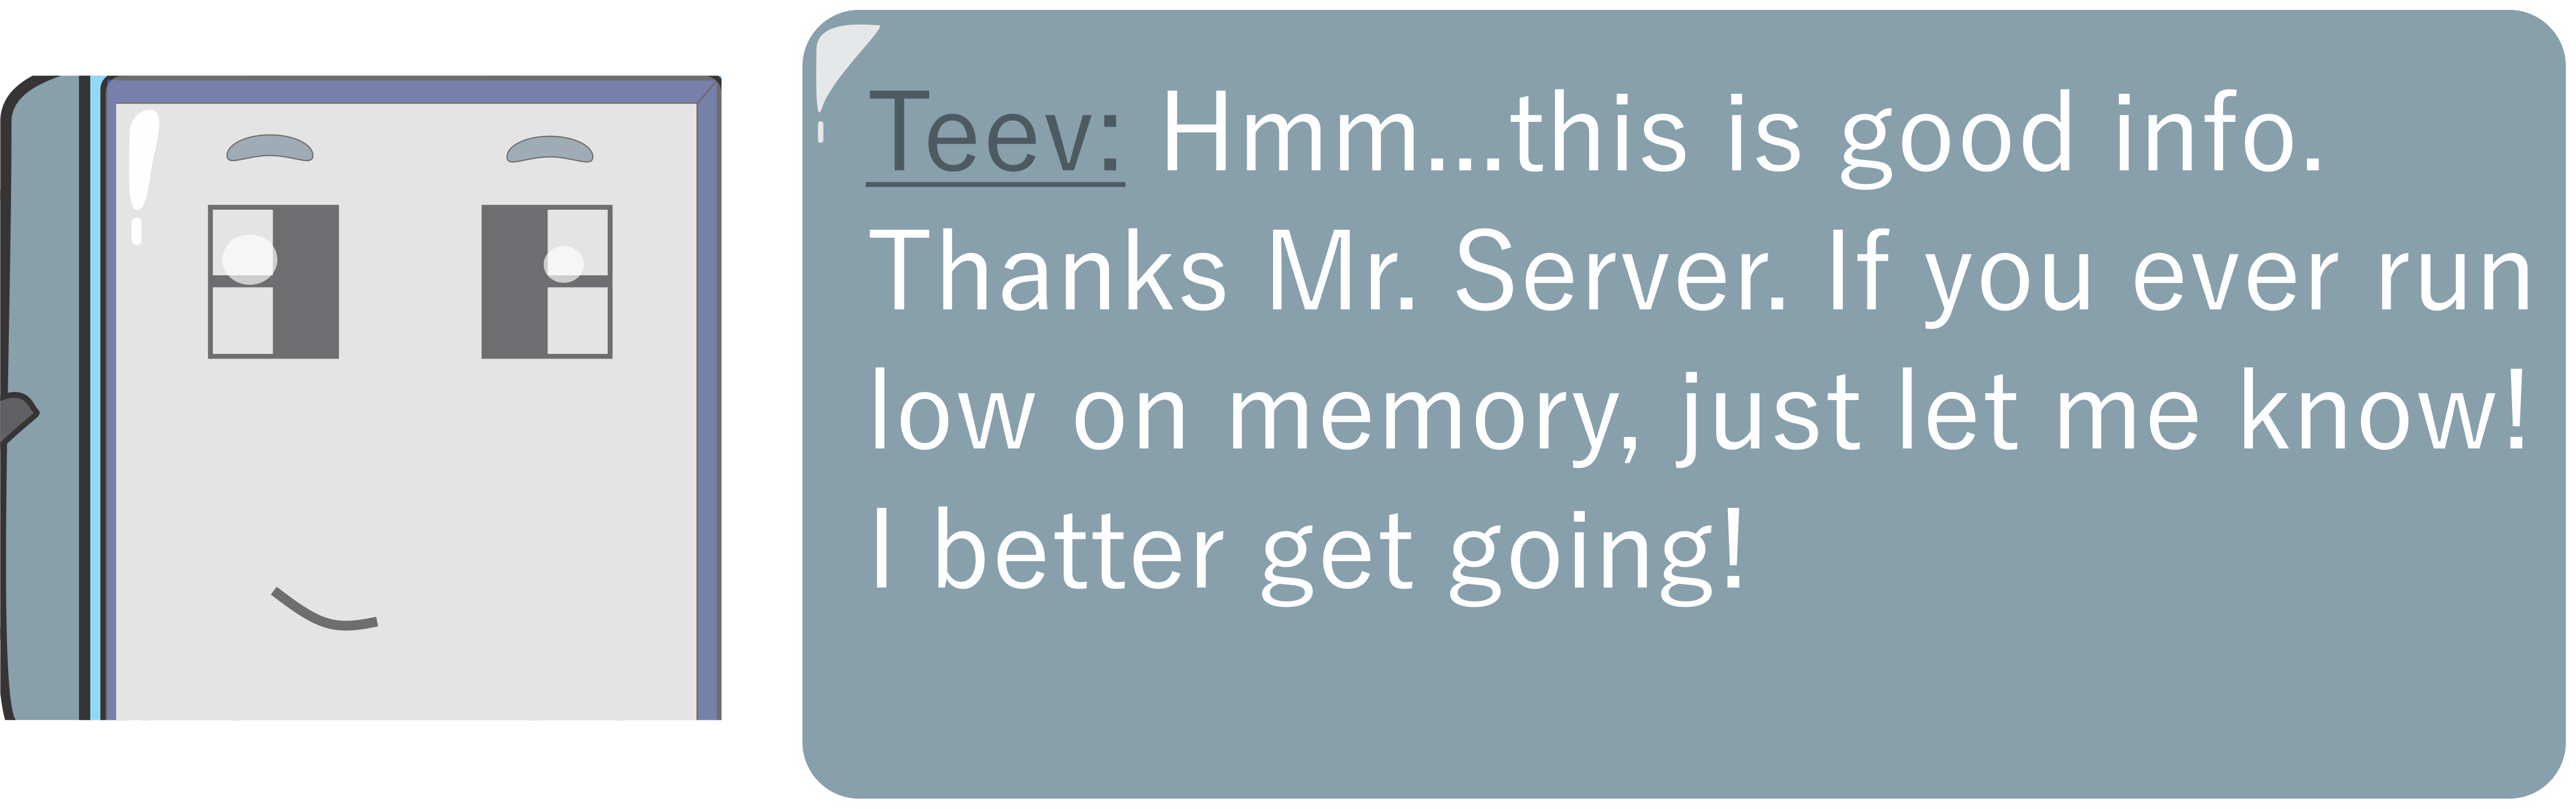 Teev: Hmm...this is good info.
Thanks Mr. Server. If you ever run
low on memory, just let me know!
I better get going!